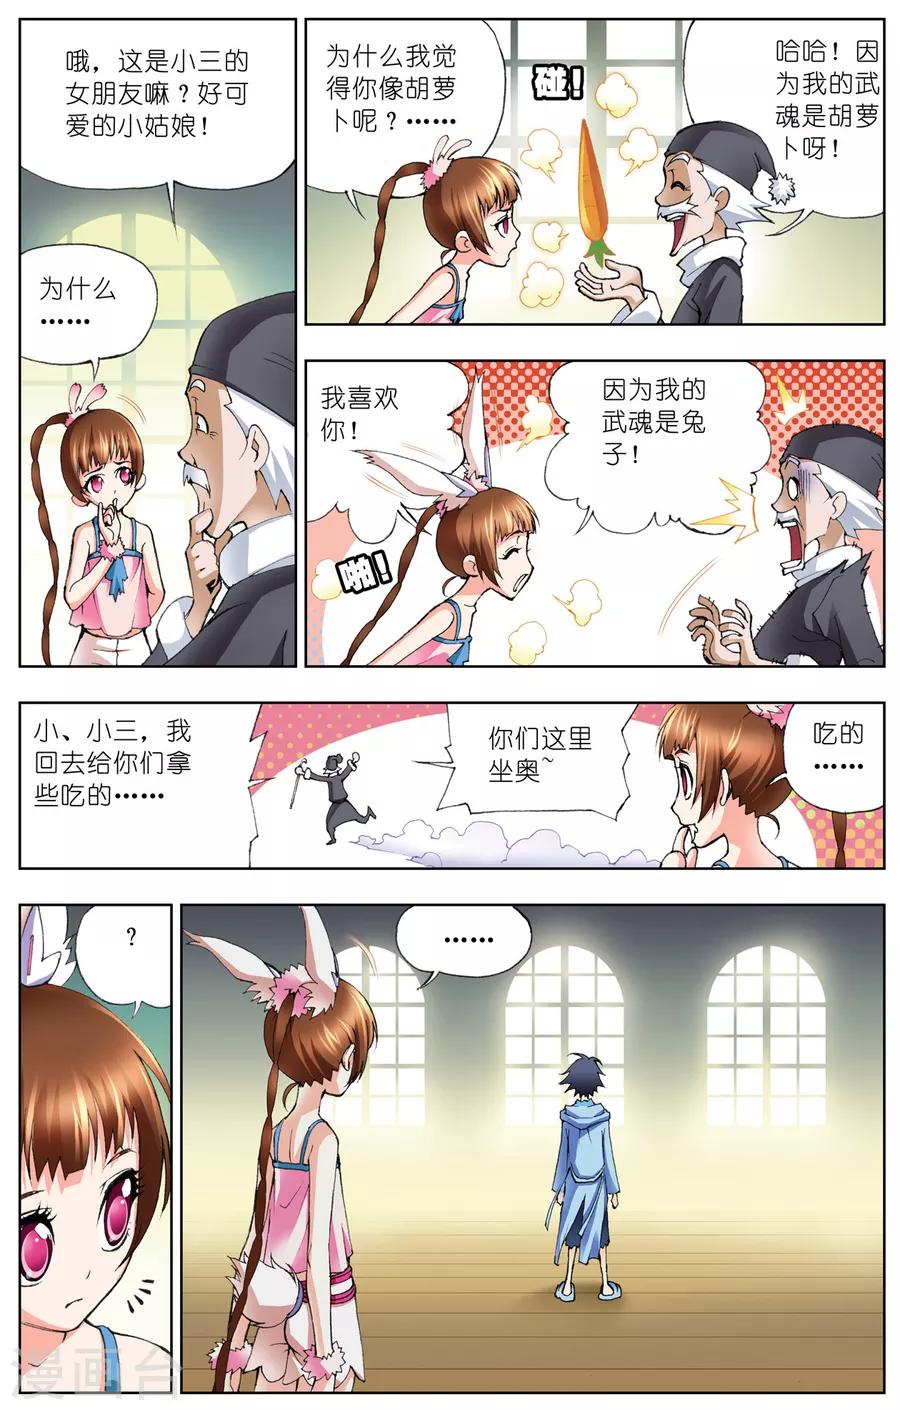 哦，这是小三的
女朋友嘛？好可
爱的小姑娘！
为什么
……
为什么我觉
得你像胡萝
卜呢？……
碰！
哈哈！因
为我的武
魂是胡萝
卜呀！
我喜欢
你！
啪！
因为我的
武魂是兔
子！
小、小三，我
回去给你们拿
些吃的……
你们这里
坐奥~
吃的
……
？
……
漫画台